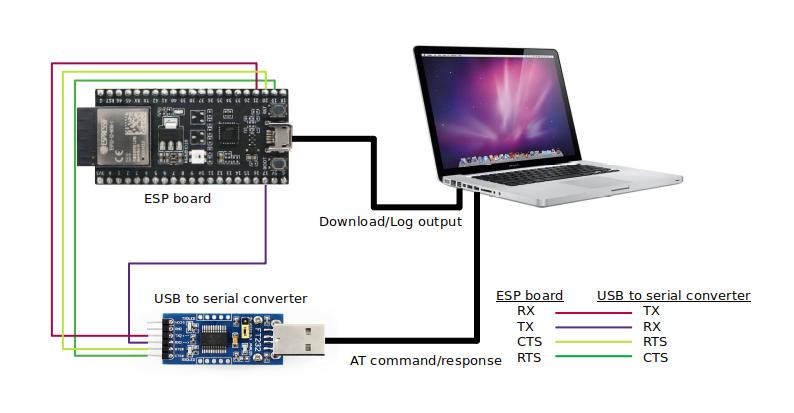 ESP board
Download/Log output
USB to serial converter
FT232
AT command/response
ESP board USB to serial converter
RX TX
TX RX
CTS RTS
RTS CTS